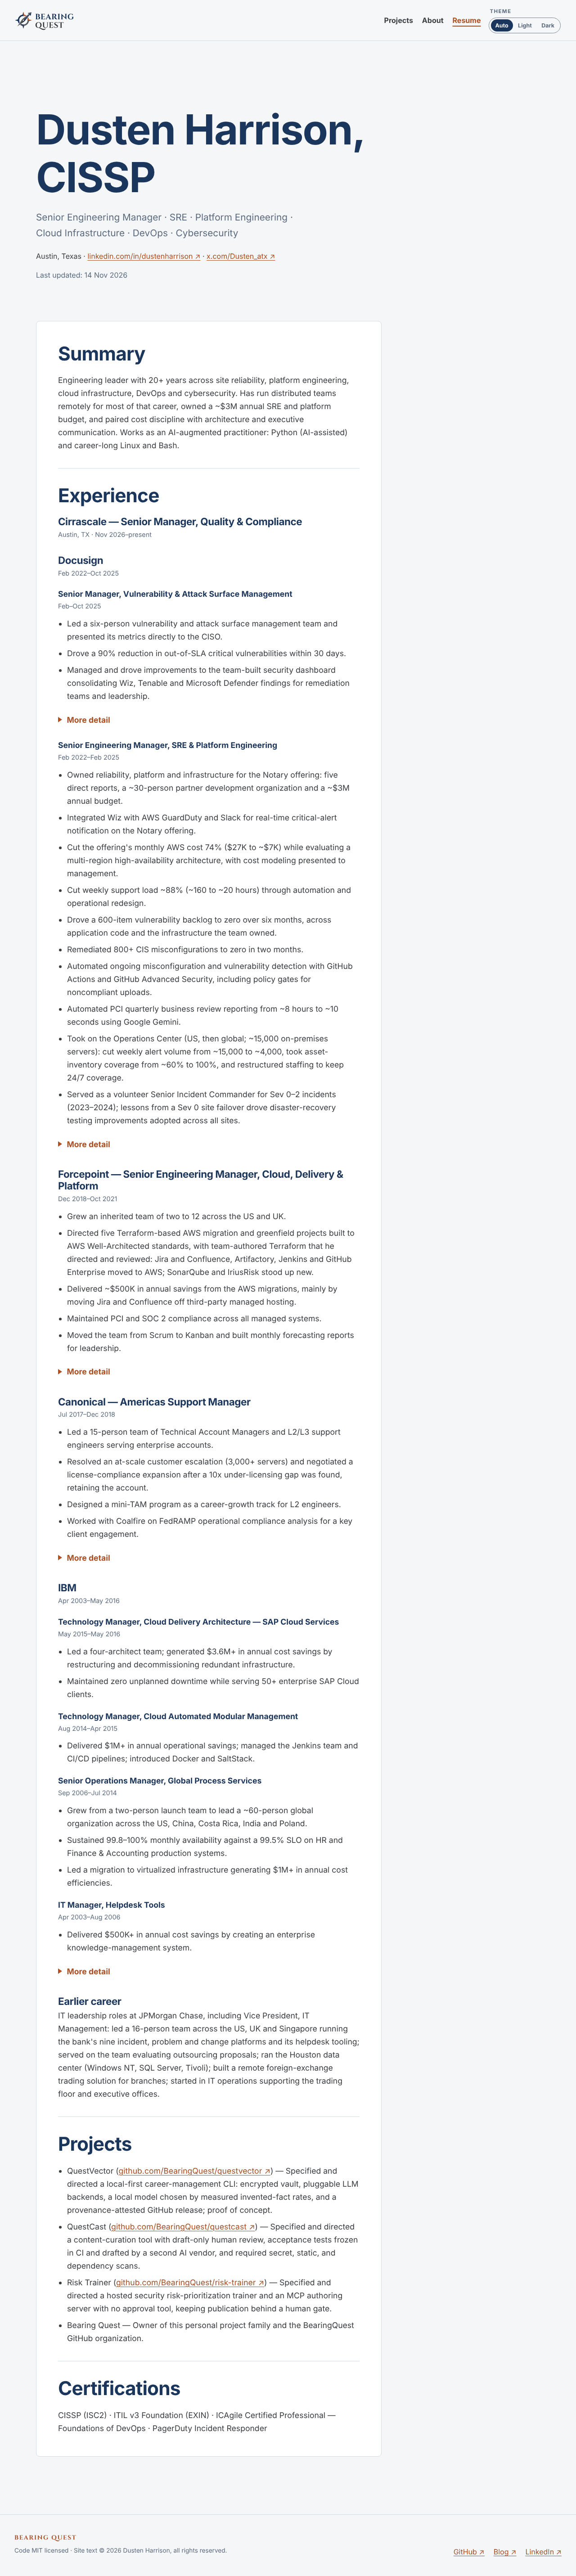 BEARING
QUEST
Projects
About
Resume
THEME
Auto
Light
Dark
Dusten Harrison,
CISSP
Senior Engineering Manager · SRE · Platform Engineering ·
Cloud Infrastructure · DevOps · Cybersecurity
Austin, Texas · linkedin.com/in/dustenharrison ↗ · x.com/Dusten_atx ↗
Last updated: 14 Nov 2026
Summary
Engineering leader with 20+ years across site reliability, platform engineering,
cloud infrastructure, DevOps and cybersecurity. Has run distributed teams
remotely for most of that career, owned a ~$3M annual SRE and platform
budget, and paired cost discipline with architecture and executive
communication. Works as an AI-augmented practitioner: Python (AI-assisted)
and career-long Linux and Bash.
Experience
Cirrascale — Senior Manager, Quality & Compliance
Austin, TX · Nov 2026–present
Docusign
Feb 2022–Oct 2025
Senior Manager, Vulnerability & Attack Surface Management
Feb–Oct 2025
• Led a six-person vulnerability and attack surface management team and
presented its metrics directly to the CISO.
• Drove a 90% reduction in out-of-SLA critical vulnerabilities within 30 days.
• Managed and drove improvements to the team-built security dashboard
consolidating Wiz, Tenable and Microsoft Defender findings for remediation
teams and leadership.
▶ More detail
Senior Engineering Manager, SRE & Platform Engineering
Feb 2022–Feb 2025
• Owned reliability, platform and infrastructure for the Notary offering: five
direct reports, a ~30-person partner development organization and a ~$3M
annual budget.
• Integrated Wiz with AWS GuardDuty and Slack for real-time critical-alert
notification on the Notary offering.
• Cut the offering's monthly AWS cost 74% ($27K to ~$7K) while evaluating a
multi-region high-availability architecture, with cost modeling presented to
management.
• Cut weekly support load ~88% (~160 to ~20 hours) through automation and
operational redesign.
• Drove a 600-item vulnerability backlog to zero over six months, across
application code and the infrastructure the team owned.
• Remediated 800+ CIS misconfigurations to zero in two months.
• Automated ongoing misconfiguration and vulnerability detection with GitHub
Actions and GitHub Advanced Security, including policy gates for
noncompliant uploads.
• Automated PCI quarterly business review reporting from ~8 hours to ~10
seconds using Google Gemini.
• Took on the Operations Center (US, then global; ~15,000 on-premises
servers): cut weekly alert volume from ~15,000 to ~4,000, took asset-
inventory coverage from ~60% to 100%, and restructured staffing to keep
24/7 coverage.
• Served as a volunteer Senior Incident Commander for Sev 0–2 incidents
(2023–2024); lessons from a Sev 0 site failover drove disaster-recovery
testing improvements adopted across all sites.
▶ More detail
Forcepoint — Senior Engineering Manager, Cloud, Delivery &
Platform
Dec 2018–Oct 2021
• Grew an inherited team of two to 12 across the US and UK.
• Directed five Terraform-based AWS migration and greenfield projects built to
AWS Well-Architected standards, with team-authored Terraform that he
directed and reviewed: Jira and Confluence, Artifactory, Jenkins and GitHub
Enterprise moved to AWS; SonarQube and IriusRisk stood up new.
• Delivered ~$500K in annual savings from the AWS migrations, mainly by
moving Jira and Confluence off third-party managed hosting.
• Maintained PCI and SOC 2 compliance across all managed systems.
• Moved the team from Scrum to Kanban and built monthly forecasting reports
for leadership.
▶ More detail
Canonical — Americas Support Manager
Jul 2017–Dec 2018
• Led a 15-person team of Technical Account Managers and L2/L3 support
engineers serving enterprise accounts.
• Resolved an at-scale customer escalation (3,000+ servers) and negotiated a
license-compliance expansion after a 10x under-licensing gap was found,
retaining the account.
• Designed a mini-TAM program as a career-growth track for L2 engineers.
• Worked with Coalfire on FedRAMP operational compliance analysis for a key
client engagement.
▶ More detail
IBM
Apr 2003–May 2016
Technology Manager, Cloud Delivery Architecture — SAP Cloud Services
May 2015–May 2016
• Led a four-architect team; generated $3.6M+ in annual cost savings by
restructuring and decommissioning redundant infrastructure.
• Maintained zero unplanned downtime while serving 50+ enterprise SAP Cloud
clients.
Technology Manager, Cloud Automated Modular Management
Aug 2014–Apr 2015
• Delivered $1M+ in annual operational savings; managed the Jenkins team and
CI/CD pipelines; introduced Docker and SaltStack.
Senior Operations Manager, Global Process Services
Sep 2006–Jul 2014
• Grew from a two-person launch team to lead a ~60-person global
organization across the US, China, Costa Rica, India and Poland.
• Sustained 99.8–100% monthly availability against a 99.5% SLO on HR and
Finance & Accounting production systems.
• Led a migration to virtualized infrastructure generating $1M+ in annual cost
efficiencies.
IT Manager, Helpdesk Tools
Apr 2003–Aug 2006
• Delivered $500K+ in annual cost savings by creating an enterprise
knowledge-management system.
▶ More detail
Earlier career
IT leadership roles at JPMorgan Chase, including Vice President, IT
Management: led a 16-person team across the US, UK and Singapore running
the bank's nine incident, problem and change platforms and its helpdesk tooling;
served on the team evaluating outsourcing proposals; ran the Houston data
center (Windows NT, SQL Server, Tivoli); built a remote foreign-exchange
trading solution for branches; started in IT operations supporting the trading
floor and executive offices.
Projects
• QuestVector (github.com/BearingQuest/questvector ↗) — Specified and
directed a local-first career-management CLI: encrypted vault, pluggable LLM
backends, a local model chosen by measured invented-fact rates, and a
provenance-attested GitHub release; proof of concept.
• QuestCast (github.com/BearingQuest/questcast ↗) — Specified and directed
a content-curation tool with draft-only human review, acceptance tests frozen
in CI and drafted by a second AI vendor, and required secret, static, and
dependency scans.
• Risk Trainer (github.com/BearingQuest/risk-trainer ↗) — Specified and
directed a hosted security risk-prioritization trainer and an MCP authoring
server with no approval tool, keeping publication behind a human gate.
• Bearing Quest — Owner of this personal project family and the BearingQuest
GitHub organization.
Certifications
CISSP (ISC2) · ITIL v3 Foundation (EXIN) · ICAgile Certified Professional —
Foundations of DevOps · PagerDuty Incident Responder
BEARING QUEST
Code MIT licensed · Site text © 2026 Dusten Harrison, all rights reserved.
GitHub ↗
Blog ↗
LinkedIn ↗